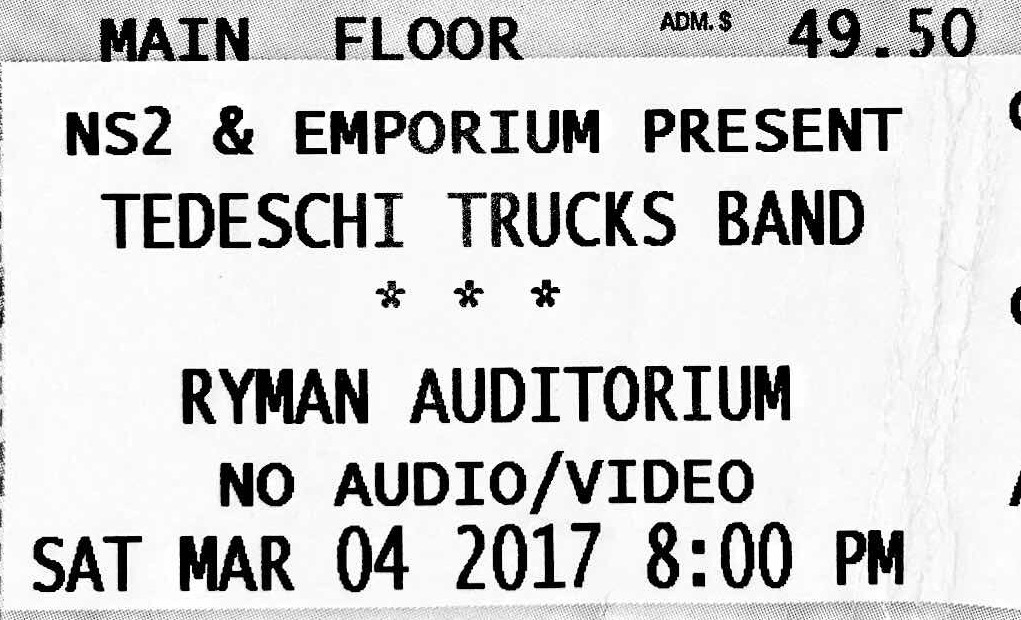 MAIN FLOOR ADM. $ 49.50
NS2 & EMPORIUM PRESENT
TEDESCHI TRUCKS BAND
* * *
RYMAN AUDITORIUM
NO AUDIO/VIDEO
SAT MAR 04 2017 8:00 PM